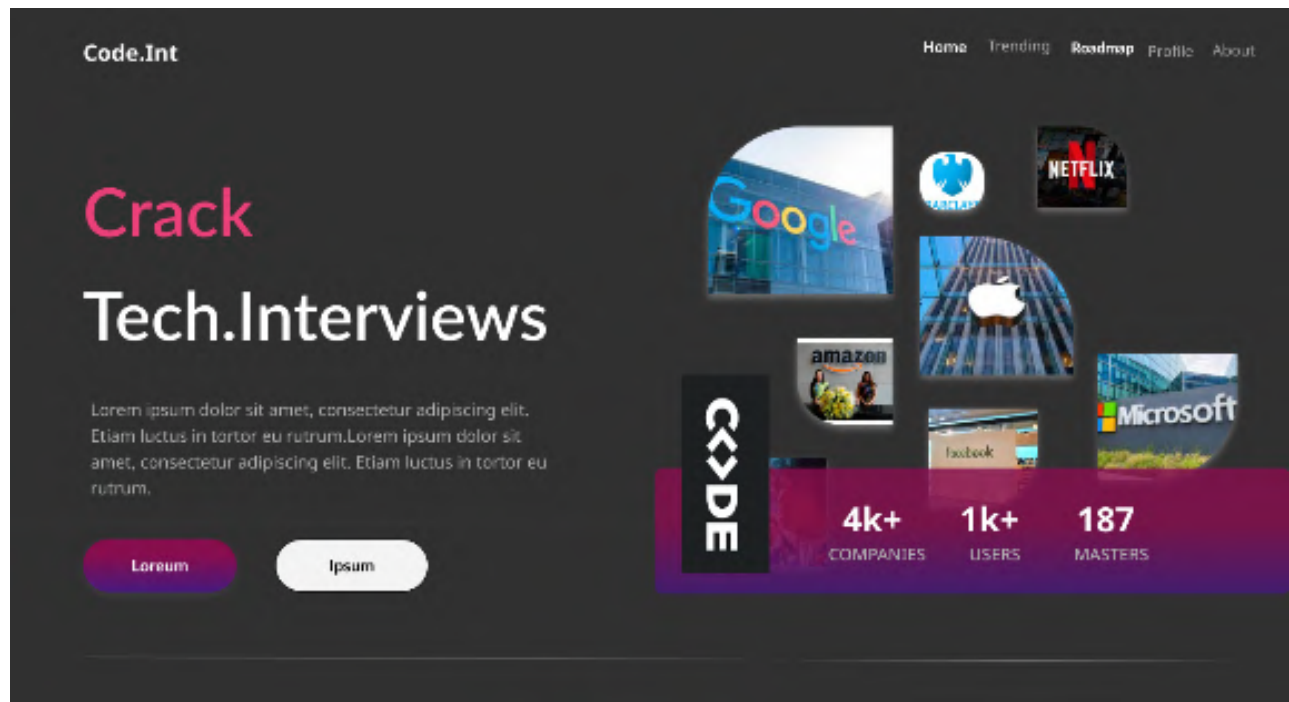 Code.Int
Home Trending Roadmap Profile About
Crack
Tech.Interviews
Lorem ipsum dolor sit amet, consectetur adipiscing elit.
Etiam luctus in tortor eu rutrum.Lorem ipsum dolor sit
amet, consectetur adipiscing elit. Etiam luctus in tortor eu
rutrum.
Loreum
Ipsum
Google
BARCLAYS
NETFLIX
amazon
facebook
Microsoft
C<>DE
4k+ 1k+ 187
COMPANIES USERS MASTERS